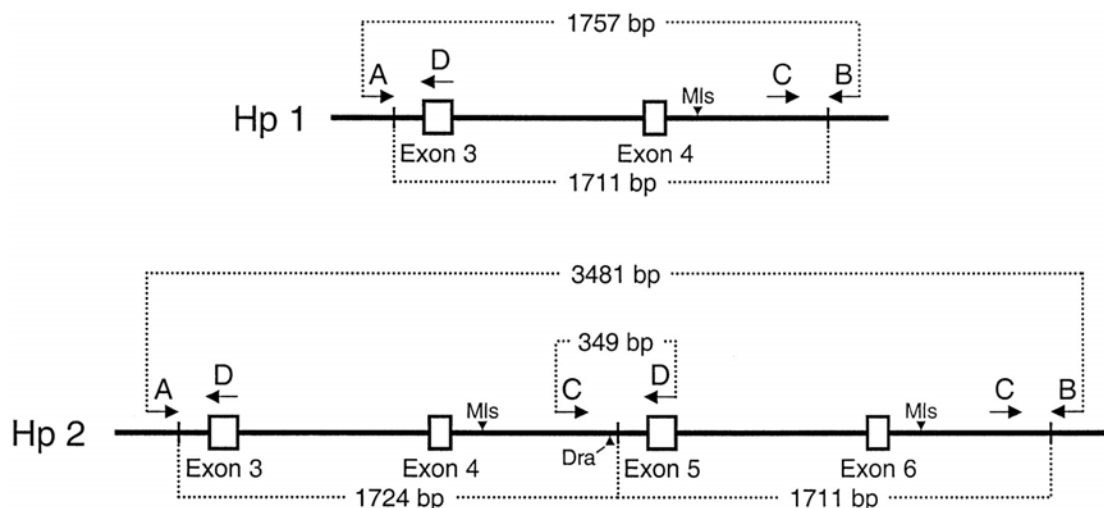 1757 bp
A D C B
Mls
Hp 1
Exon 3 Exon 4
1711 bp
3481 bp
349 bp
A D C D C B
Mls Mls
Hp 2
Dra
Exon 3 Exon 4 Exon 5 Exon 6
1724 bp 1711 bp